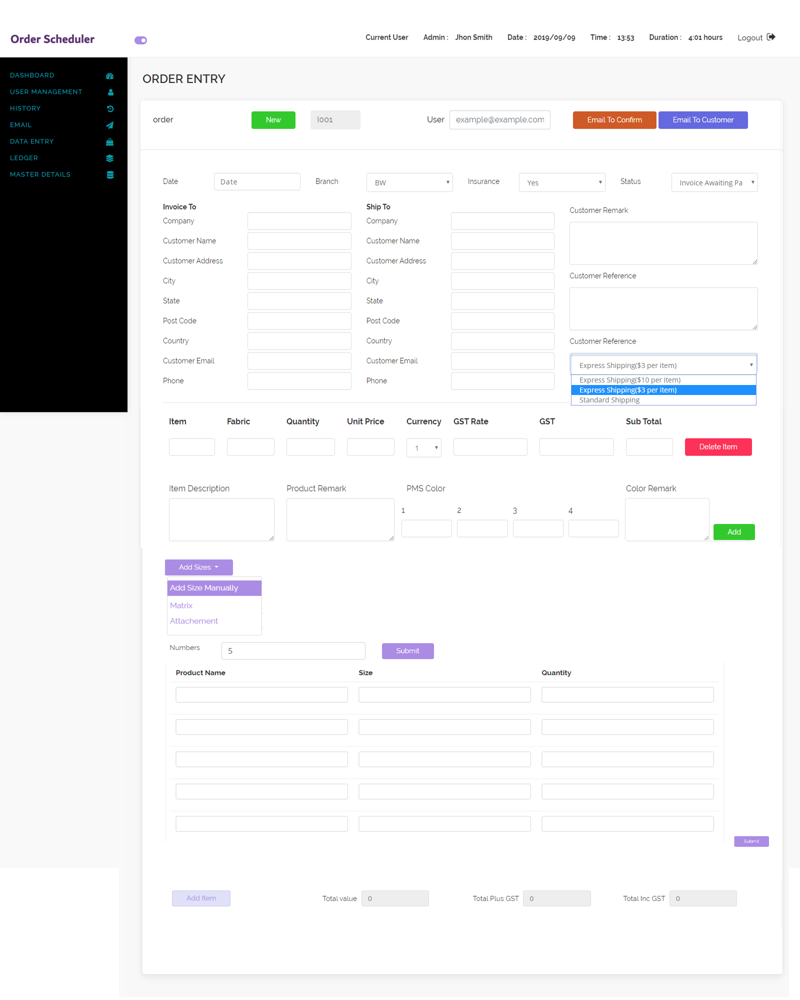 Order Scheduler
Current User Admin : Jhon Smith Date : 2019/09/09 Time : 13:53 Duration : 4:01 hours Logout
DASHBOARD
USER MANAGEMENT
HISTORY
EMAIL
DATA ENTRY
LEDGER
MASTER DETAILS
ORDER ENTRY
order New I001 User example@example.com Email To Confirm Email To Customer
Date Date Branch BW Insurance Yes Status Invoice Awaiting Pa
Invoice To
Company
Customer Name
Customer Address
City
State
Post Code
Country
Customer Email
Phone
Ship To
Company
Customer Name
Customer Address
City
State
Post Code
Country
Customer Email
Phone
Customer Remark
Customer Reference
Customer Reference
Express Shipping($3 per item)
Express Shipping($10 per item)
Express Shipping($3 per item)
Standard Shipping
Item Fabric Quantity Unit Price Currency GST Rate GST Sub Total
1 Delete Item
Item Description Product Remark PMS Color Color Remark
1 2 3 4
Add
Add Sizes
Add Size Manually
Matrix
Attachement
Numbers 5 Submit
Product Name Size Quantity
Submit
Add Item Total value 0 Total Plus GST 0 Total Inc GST 0